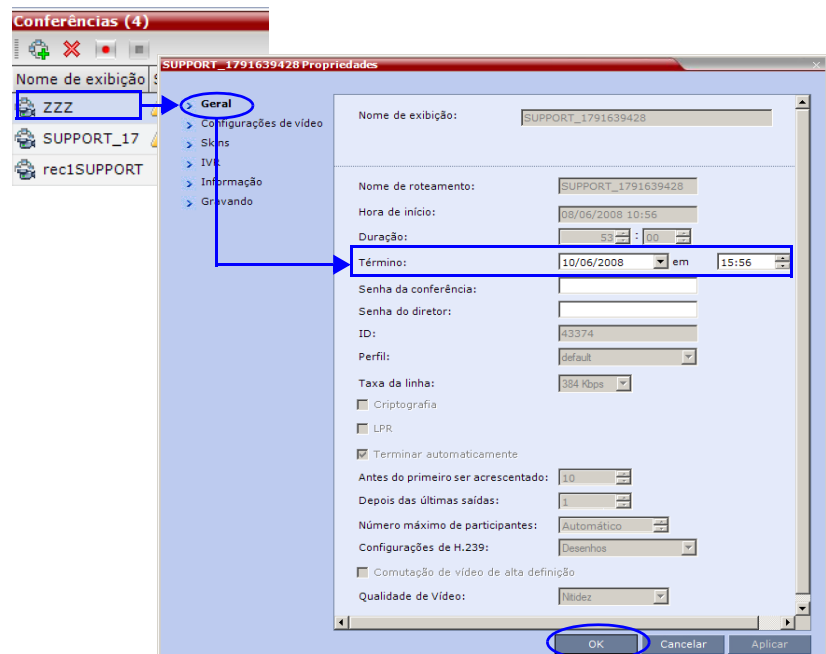 Conferências (4)
Nome de exibição
ZZZ
SUPPORT_17
rec1SUPPORT
SUPPORT_1791639428 Propriedades
Geral
Configurações de vídeo
Skins
IVR
Informação
Gravando
Nome de exibição: SUPPORT_1791639428
Nome de roteamento: SUPPORT_1791639428
Hora de início: 08/06/2008 10:56
Duração: 53 : 00
Término: 10/06/2008 em 15:56
Senha da conferência:
Senha do diretor:
ID: 43374
Perfil: default
Taxa da linha: 384 Kbps
Criptografia
LPR
Terminar automaticamente
Antes do primeiro ser acrescentado: 10
Depois das últimas saídas: 1
Número máximo de participantes: Automático
Configurações de H.239: Desenhos
Comutação de vídeo de alta definição
Qualidade de Vídeo: Nitidez
OK Cancelar Aplicar